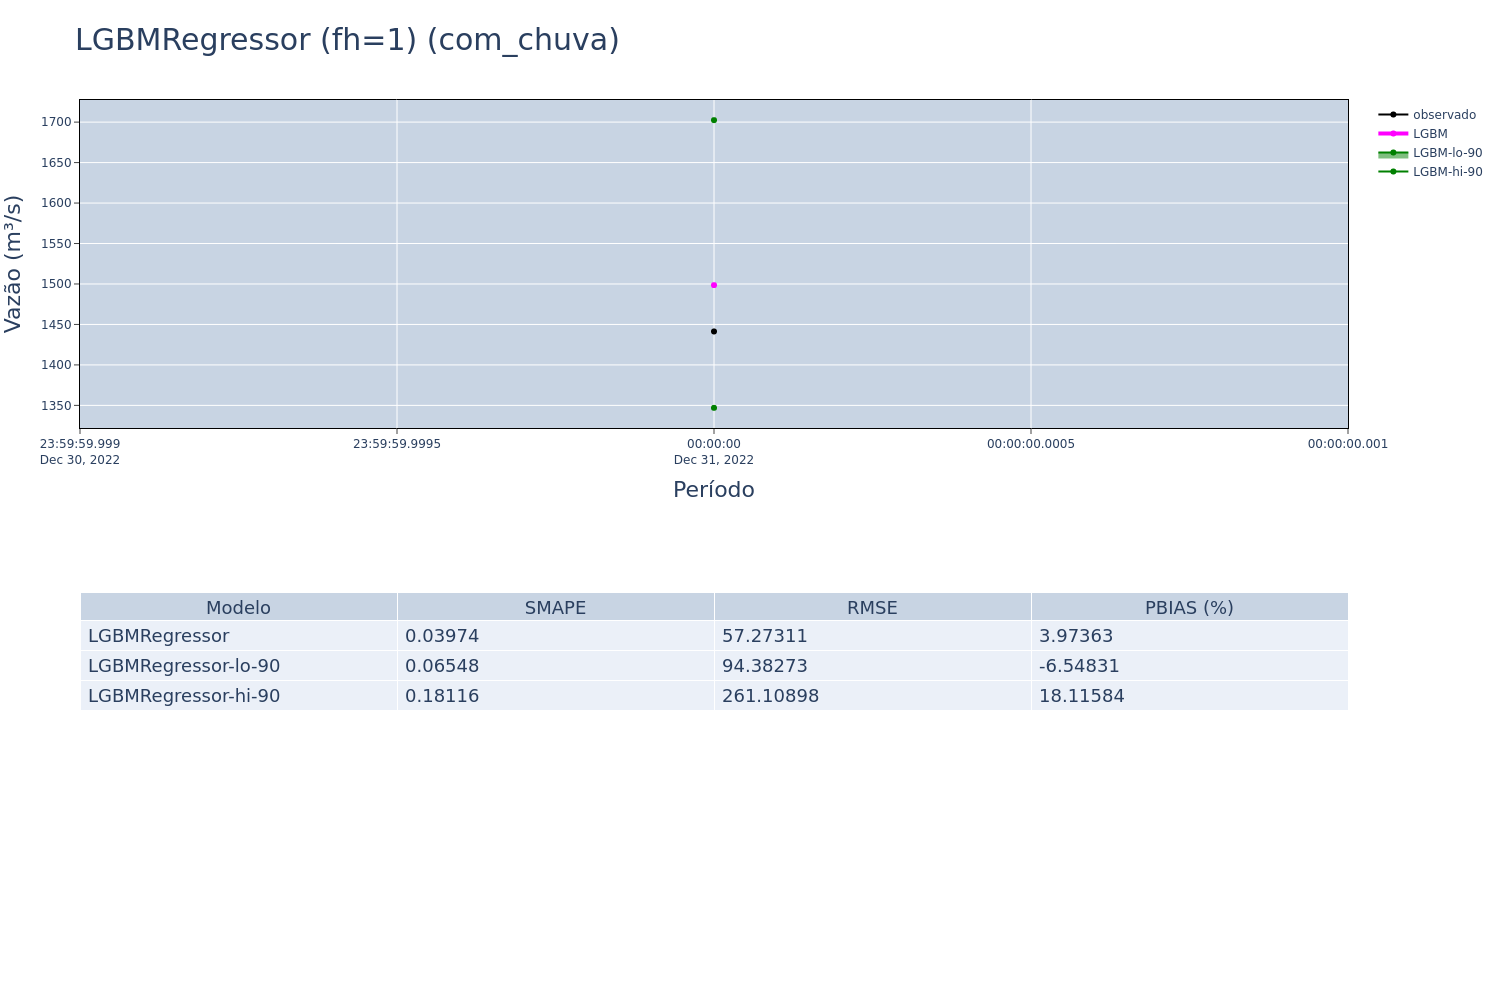 LGBMRegressor (fh=1) (com_chuva)
Vazão (m³/s)
1700
1650
1600
1550
1500
1450
1400
1350
observado
LGBM
LGBM-lo-90
LGBM-hi-90
23:59:59.999 23:59:59.9995 00:00:00 00:00:00.0005 00:00:00.001
Dec 30, 2022 Dec 31, 2022
Período
Modelo SMAPE RMSE PBIAS (%)
LGBMRegressor 0.03974 57.27311 3.97363
LGBMRegressor-lo-90 0.06548 94.38273 -6.54831
LGBMRegressor-hi-90 0.18116 261.10898 18.11584